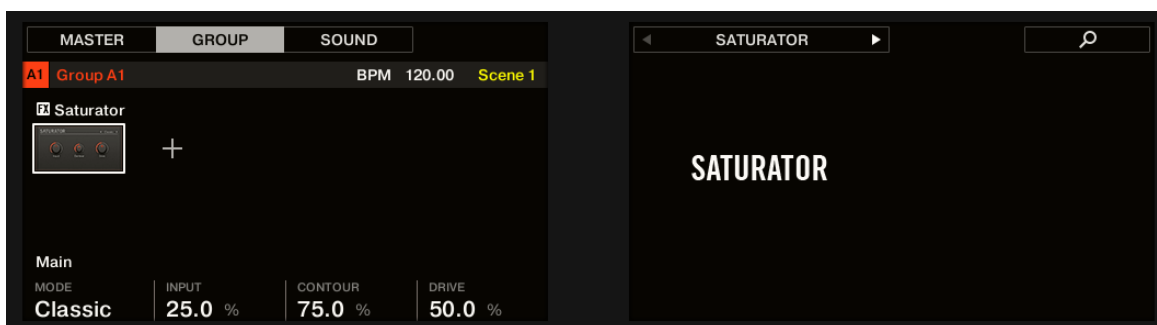 MASTER GROUP SOUND
A1 Group A1 BPM 120.00 Scene 1
FX Saturator
SATURATOR
Main
MODE INPUT CONTOUR DRIVE
Classic 25.0 % 75.0 % 50.0 %
SATURATOR
SATURATOR